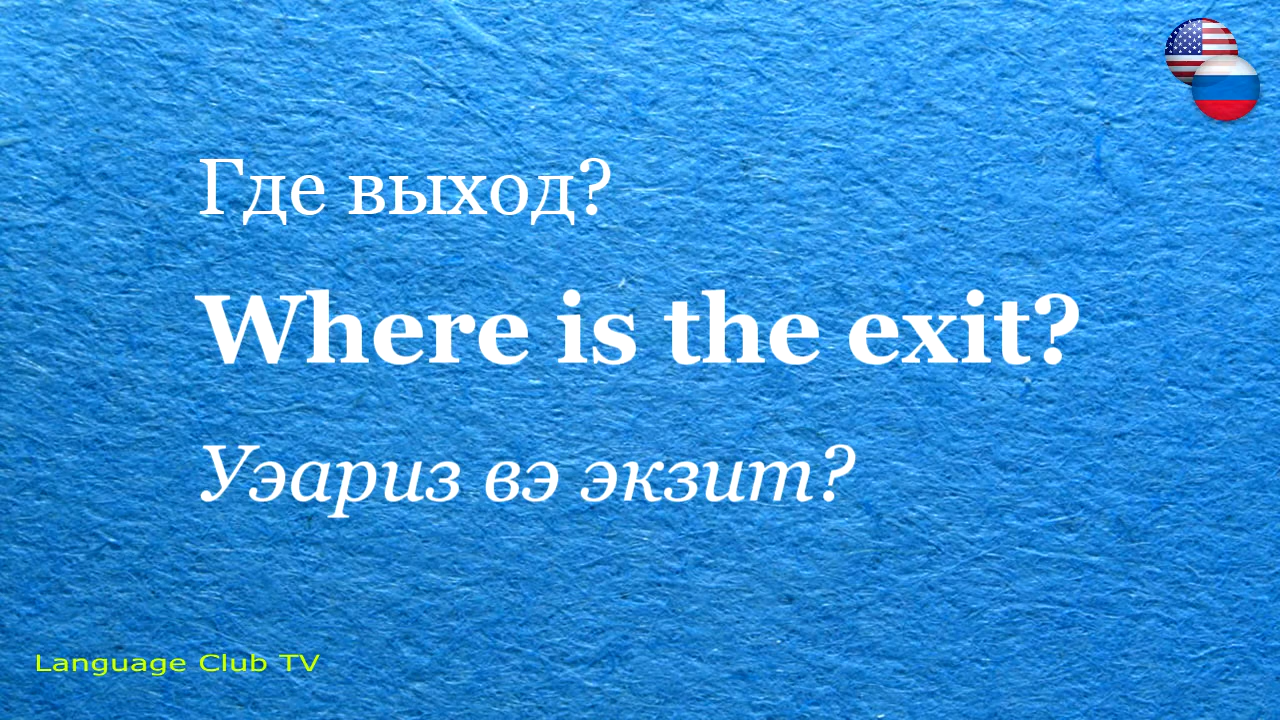 Где выход?
Where is the exit?
Уэариз вэ экзит?
Language Club TV